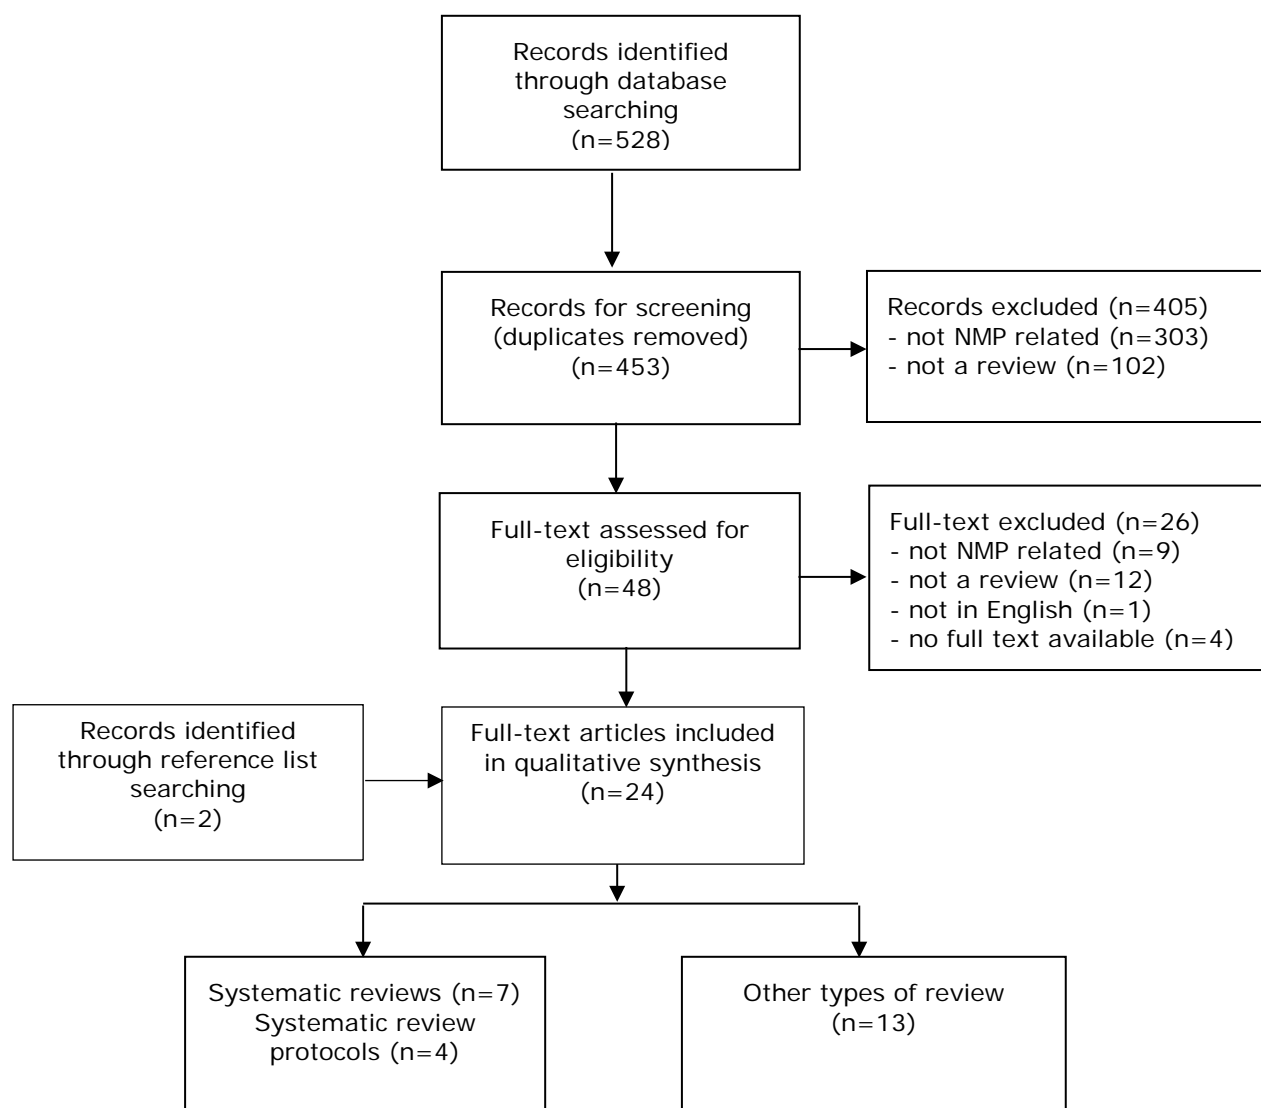 Records identified
through database
searching
(n=528)
Records for screening
(duplicates removed)
(n=453)
Records excluded (n=405)
- not NMP related (n=303)
- not a review (n=102)
Full-text assessed for
eligibility
(n=48)
Full-text excluded (n=26)
- not NMP related (n=9)
- not a review (n=12)
- not in English (n=1)
- no full text available (n=4)
Records identified
through reference list
searching
(n=2)
Full-text articles included
in qualitative synthesis
(n=24)
Systematic reviews (n=7)
Systematic review
protocols (n=4)
Other types of review
(n=13)